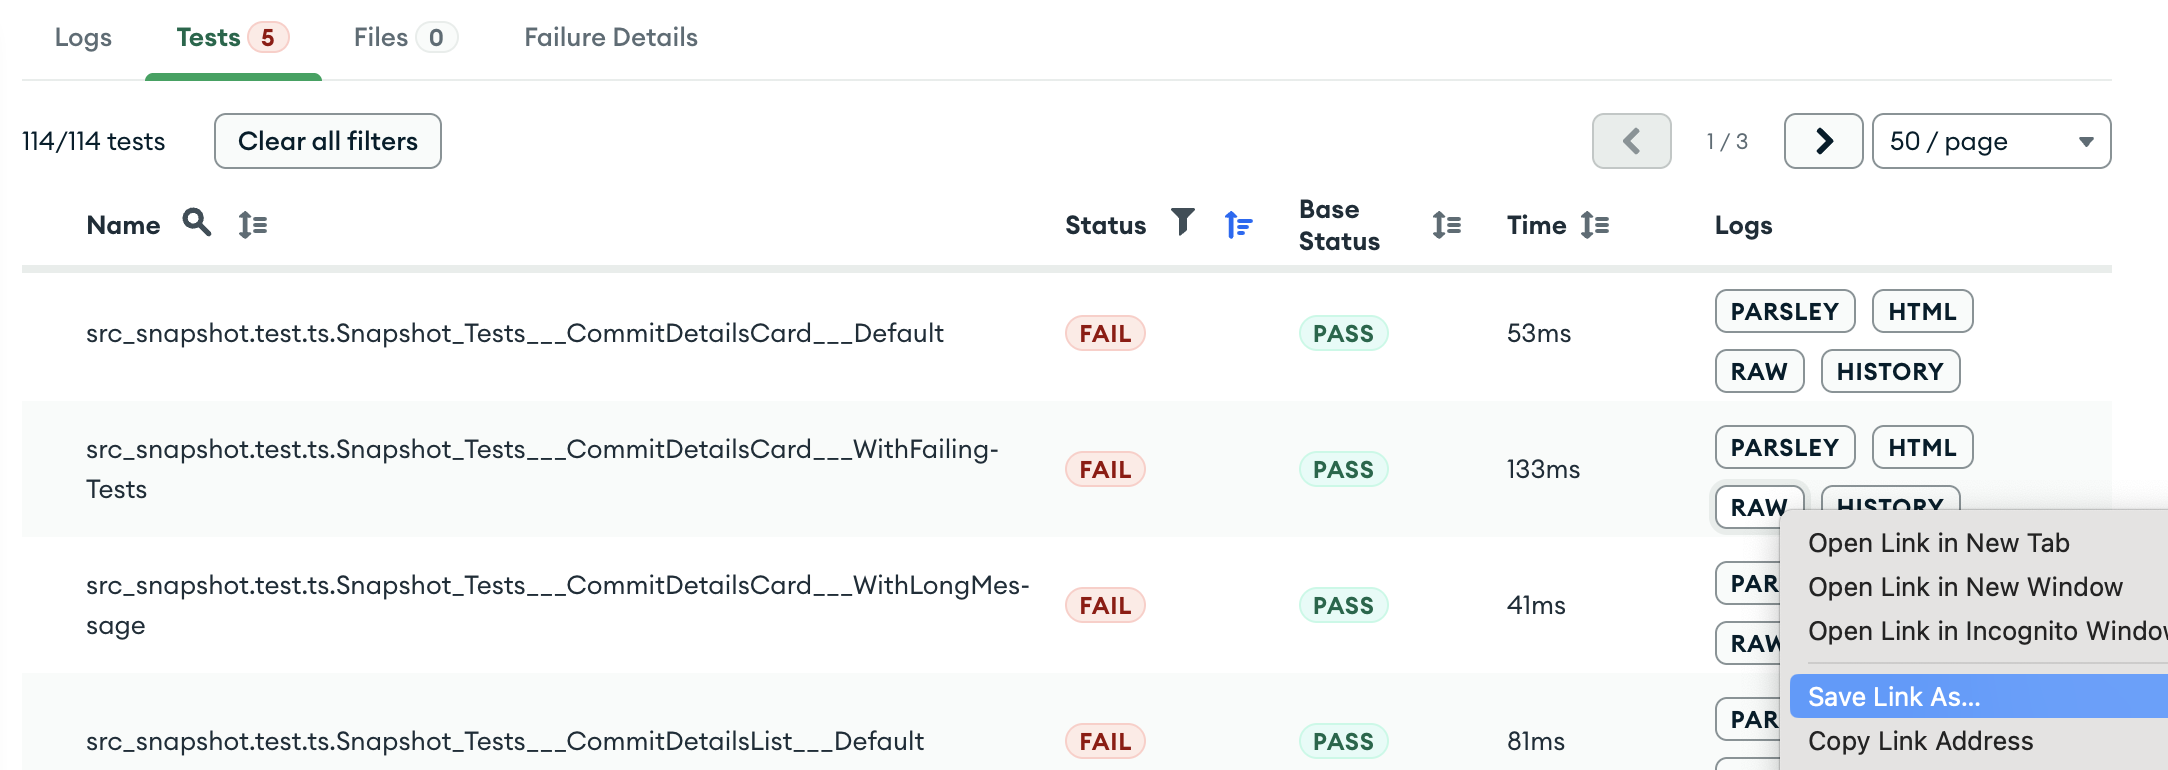 Logs
Tests 5
Files 0
Failure Details
114/114 tests
Clear all filters
1 / 3
50 / page
Name
Status
Base
Status
Time
Logs
src_snapshot.test.ts.Snapshot_Tests___CommitDetailsCard___Default
FAIL
PASS
53ms
PARSLEY
HTML
RAW
HISTORY
src_snapshot.test.ts.Snapshot_Tests___CommitDetailsCard___WithFailing-
Tests
FAIL
PASS
133ms
PARSLEY
HTML
RAW
HISTORY
src_snapshot.test.ts.Snapshot_Tests___CommitDetailsCard___WithLongMes-
sage
FAIL
PASS
41ms
PAR
RAW
src_snapshot.test.ts.Snapshot_Tests___CommitDetailsList___Default
FAIL
PASS
81ms
PAR
Open Link in New Tab
Open Link in New Window
Open Link in Incognito Window
Save Link As...
Copy Link Address